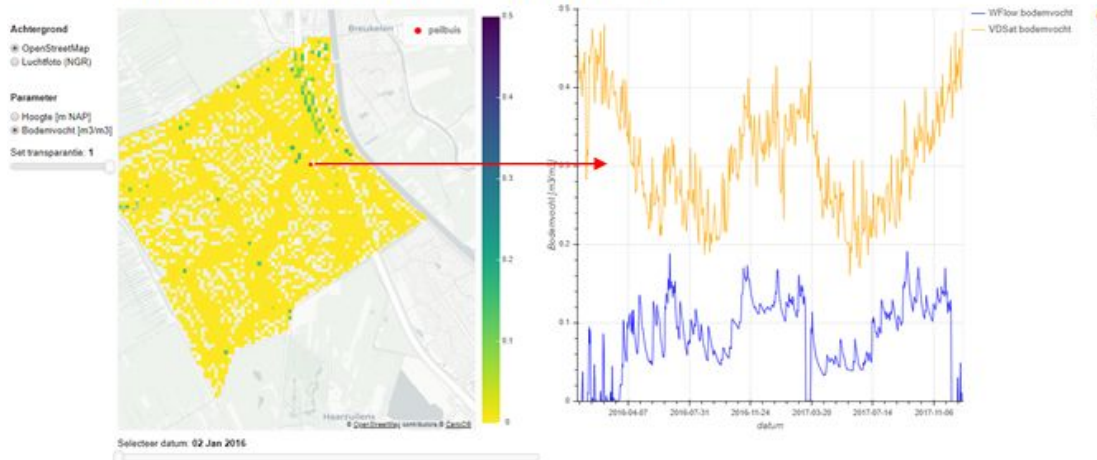 Achtergrond
OpenStreetMap
Luchtfoto (NGR)
Parameter
Hoogte [m NAP]
Bodemvocht [m3/m3]
Set transparantie: 1
Breukelen
peilbuis
Haarzuilens
© OpenStreetMap contributors © CartoDB
Selecteer datum: 02 Jan 2016
0.5
0.4
0.3
0.2
0.1
0
Bodemvocht [m3/m3]
0.5
0.4
0.3
0.2
0.1
0
2016-04-07
2016-07-31
2016-11-24
2017-03-20
2017-07-14
2017-11-06
datum
WFlow bodemvocht
VDSat bodemvocht